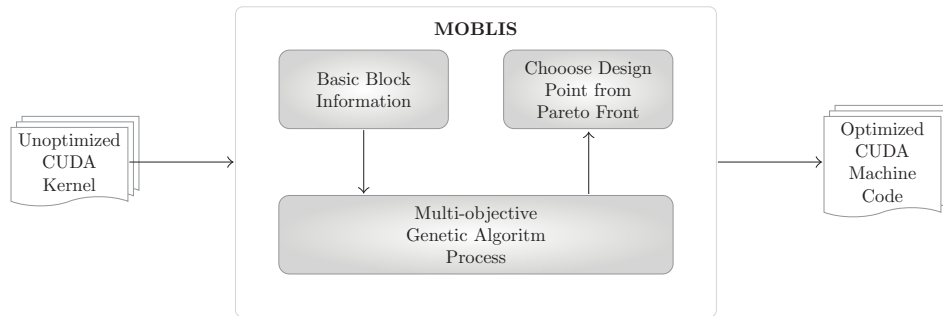 MOBLIS
Unoptimized
CUDA
Kernel
Basic Block
Information
Chooose Design
Point from
Pareto Front
Multi-objective
Genetic Algoritm
Process
Optimized
CUDA
Machine
Code